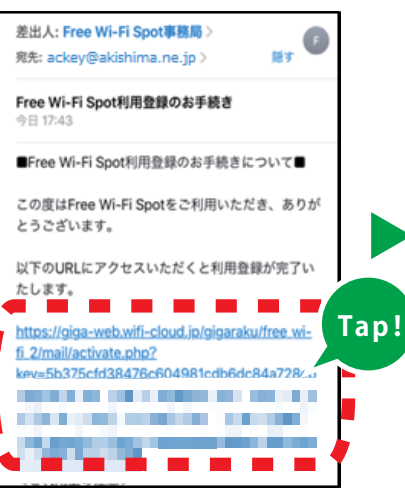 差出人: Free Wi-Fi Spot事務局 >
F
宛先: ackey@akishima.ne.jp >
隠す
Free Wi-Fi Spot利用登録のお手続き
今日 17:43
■Free Wi-Fi Spot利用登録のお手続きについて■
この度はFree Wi-Fi Spotをご利用いただき、ありが
とうございます。
以下のURLにアクセスいただくと利用登録が完了い
たします。
Tap!
https://giga-web.wifi-cloud.jp/gigaraku/free_wi-
fi_2/mail/activate.php?
key=5b375cfd38476c604981cdb6dc84a728